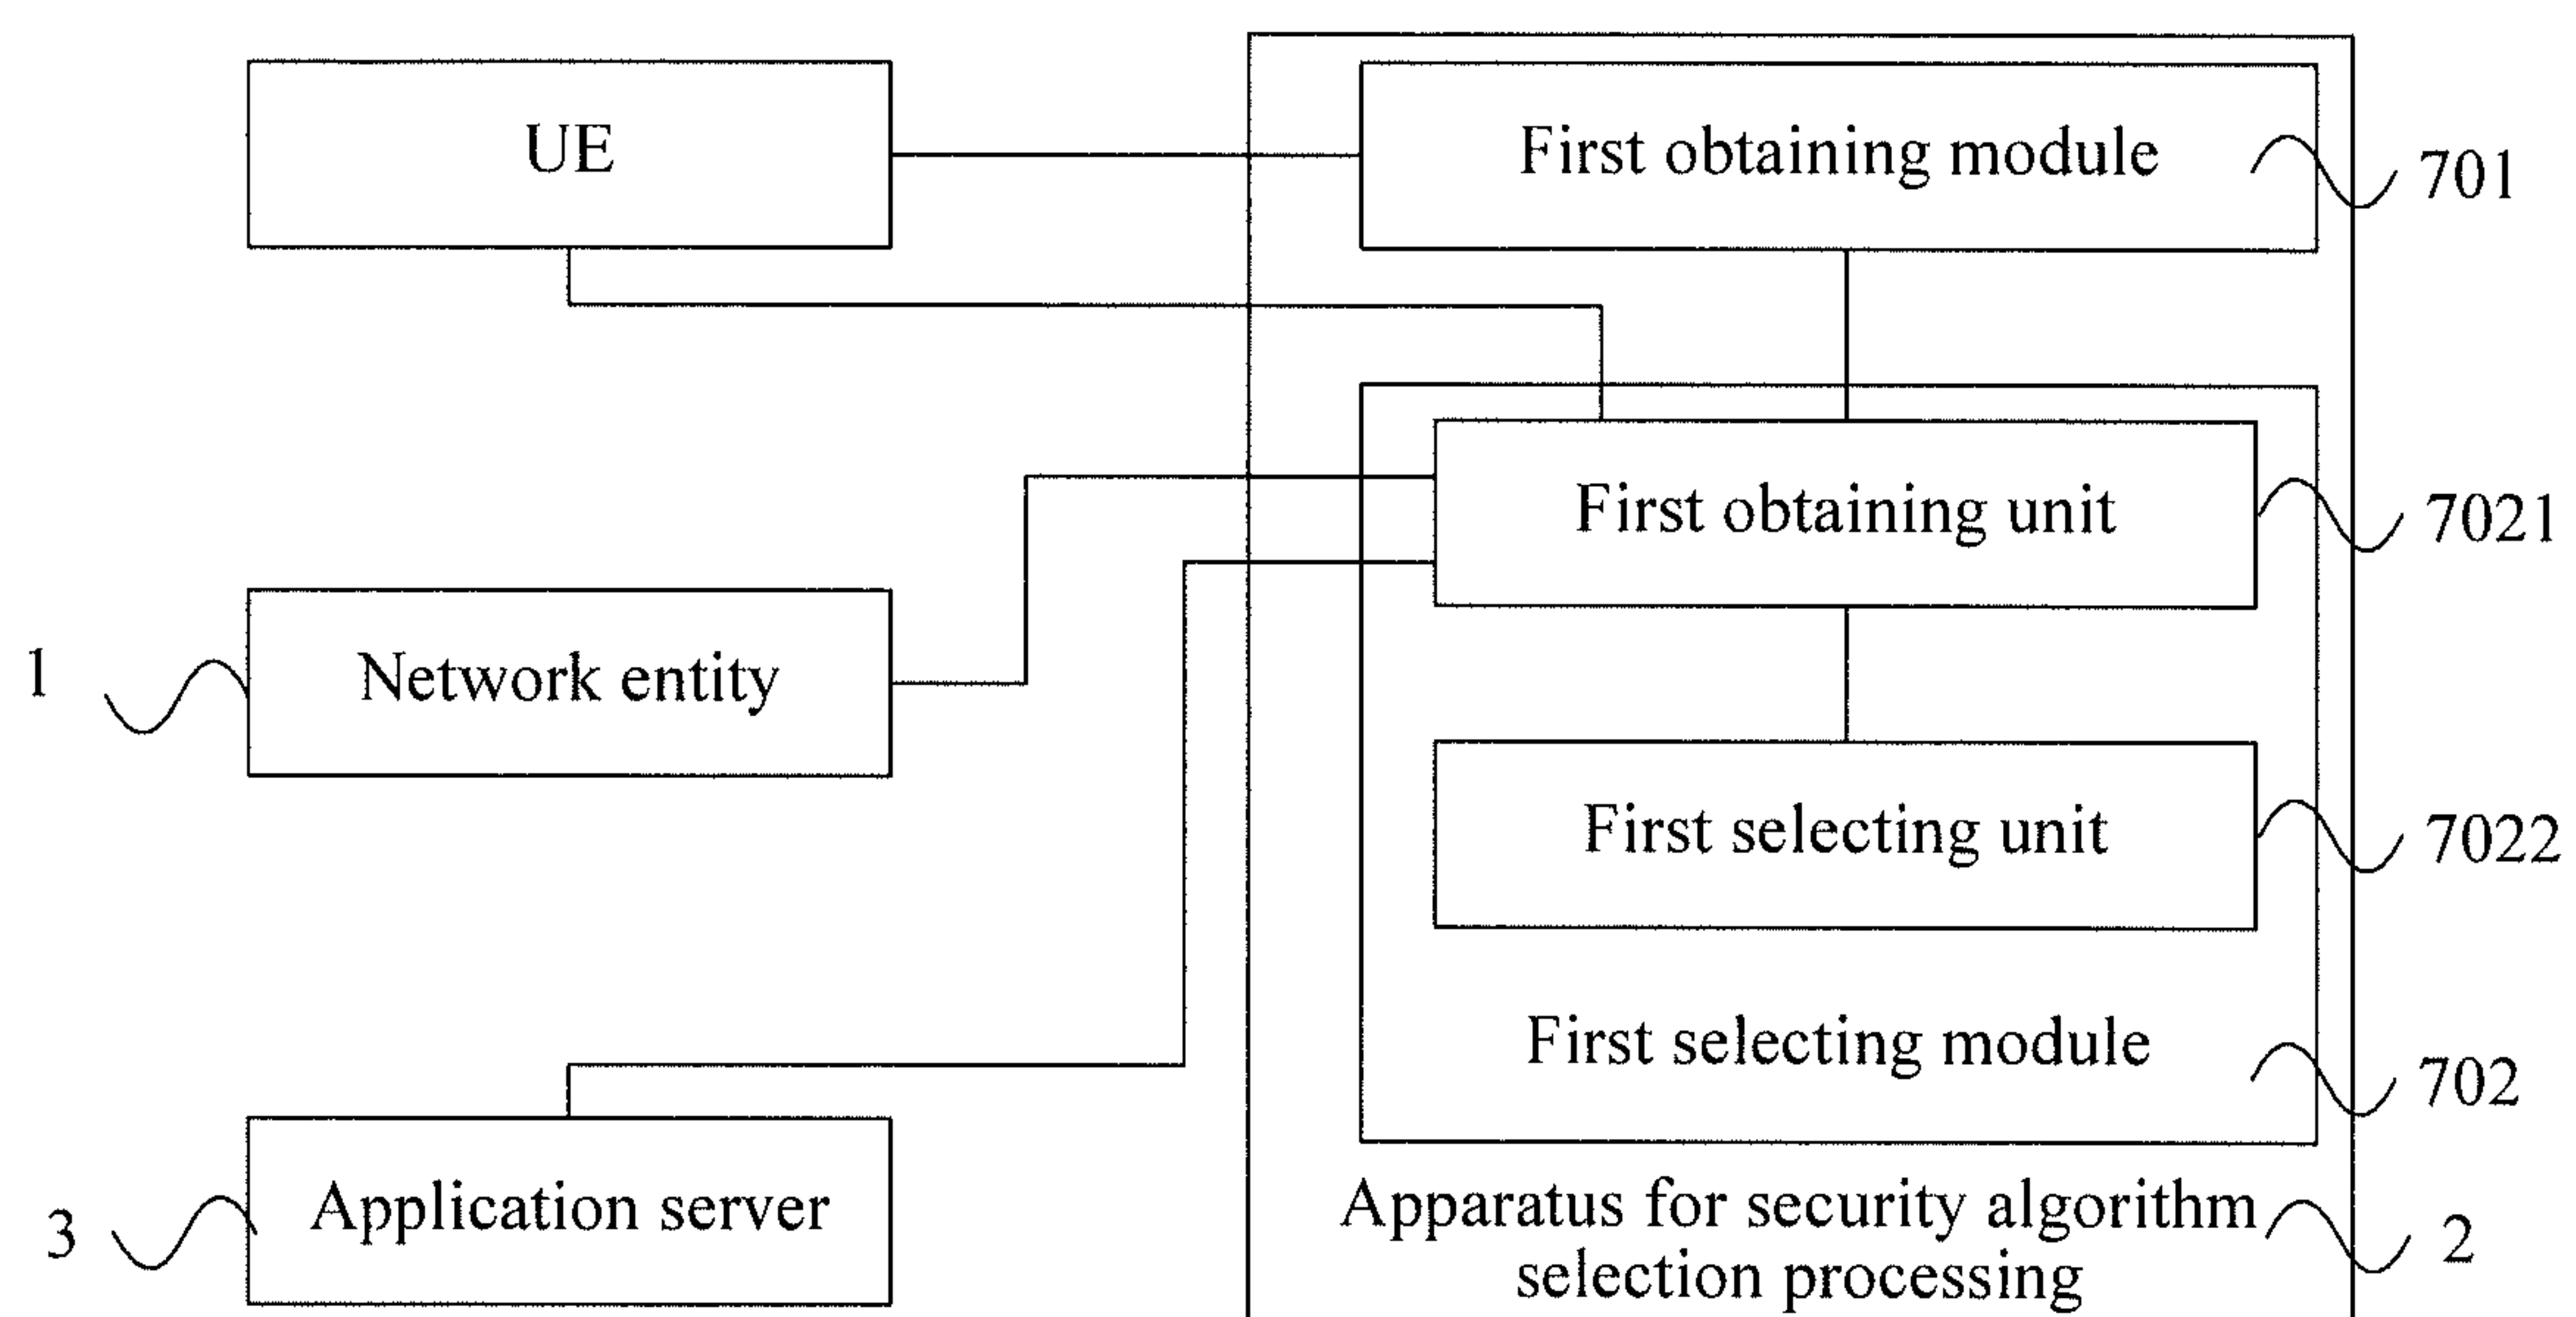 UE
First obtaining module
701
First obtaining unit
7021
1
Network entity
First selecting unit
7022
First selecting module
702
3
Application server
Apparatus for security algorithm
selection processing
2